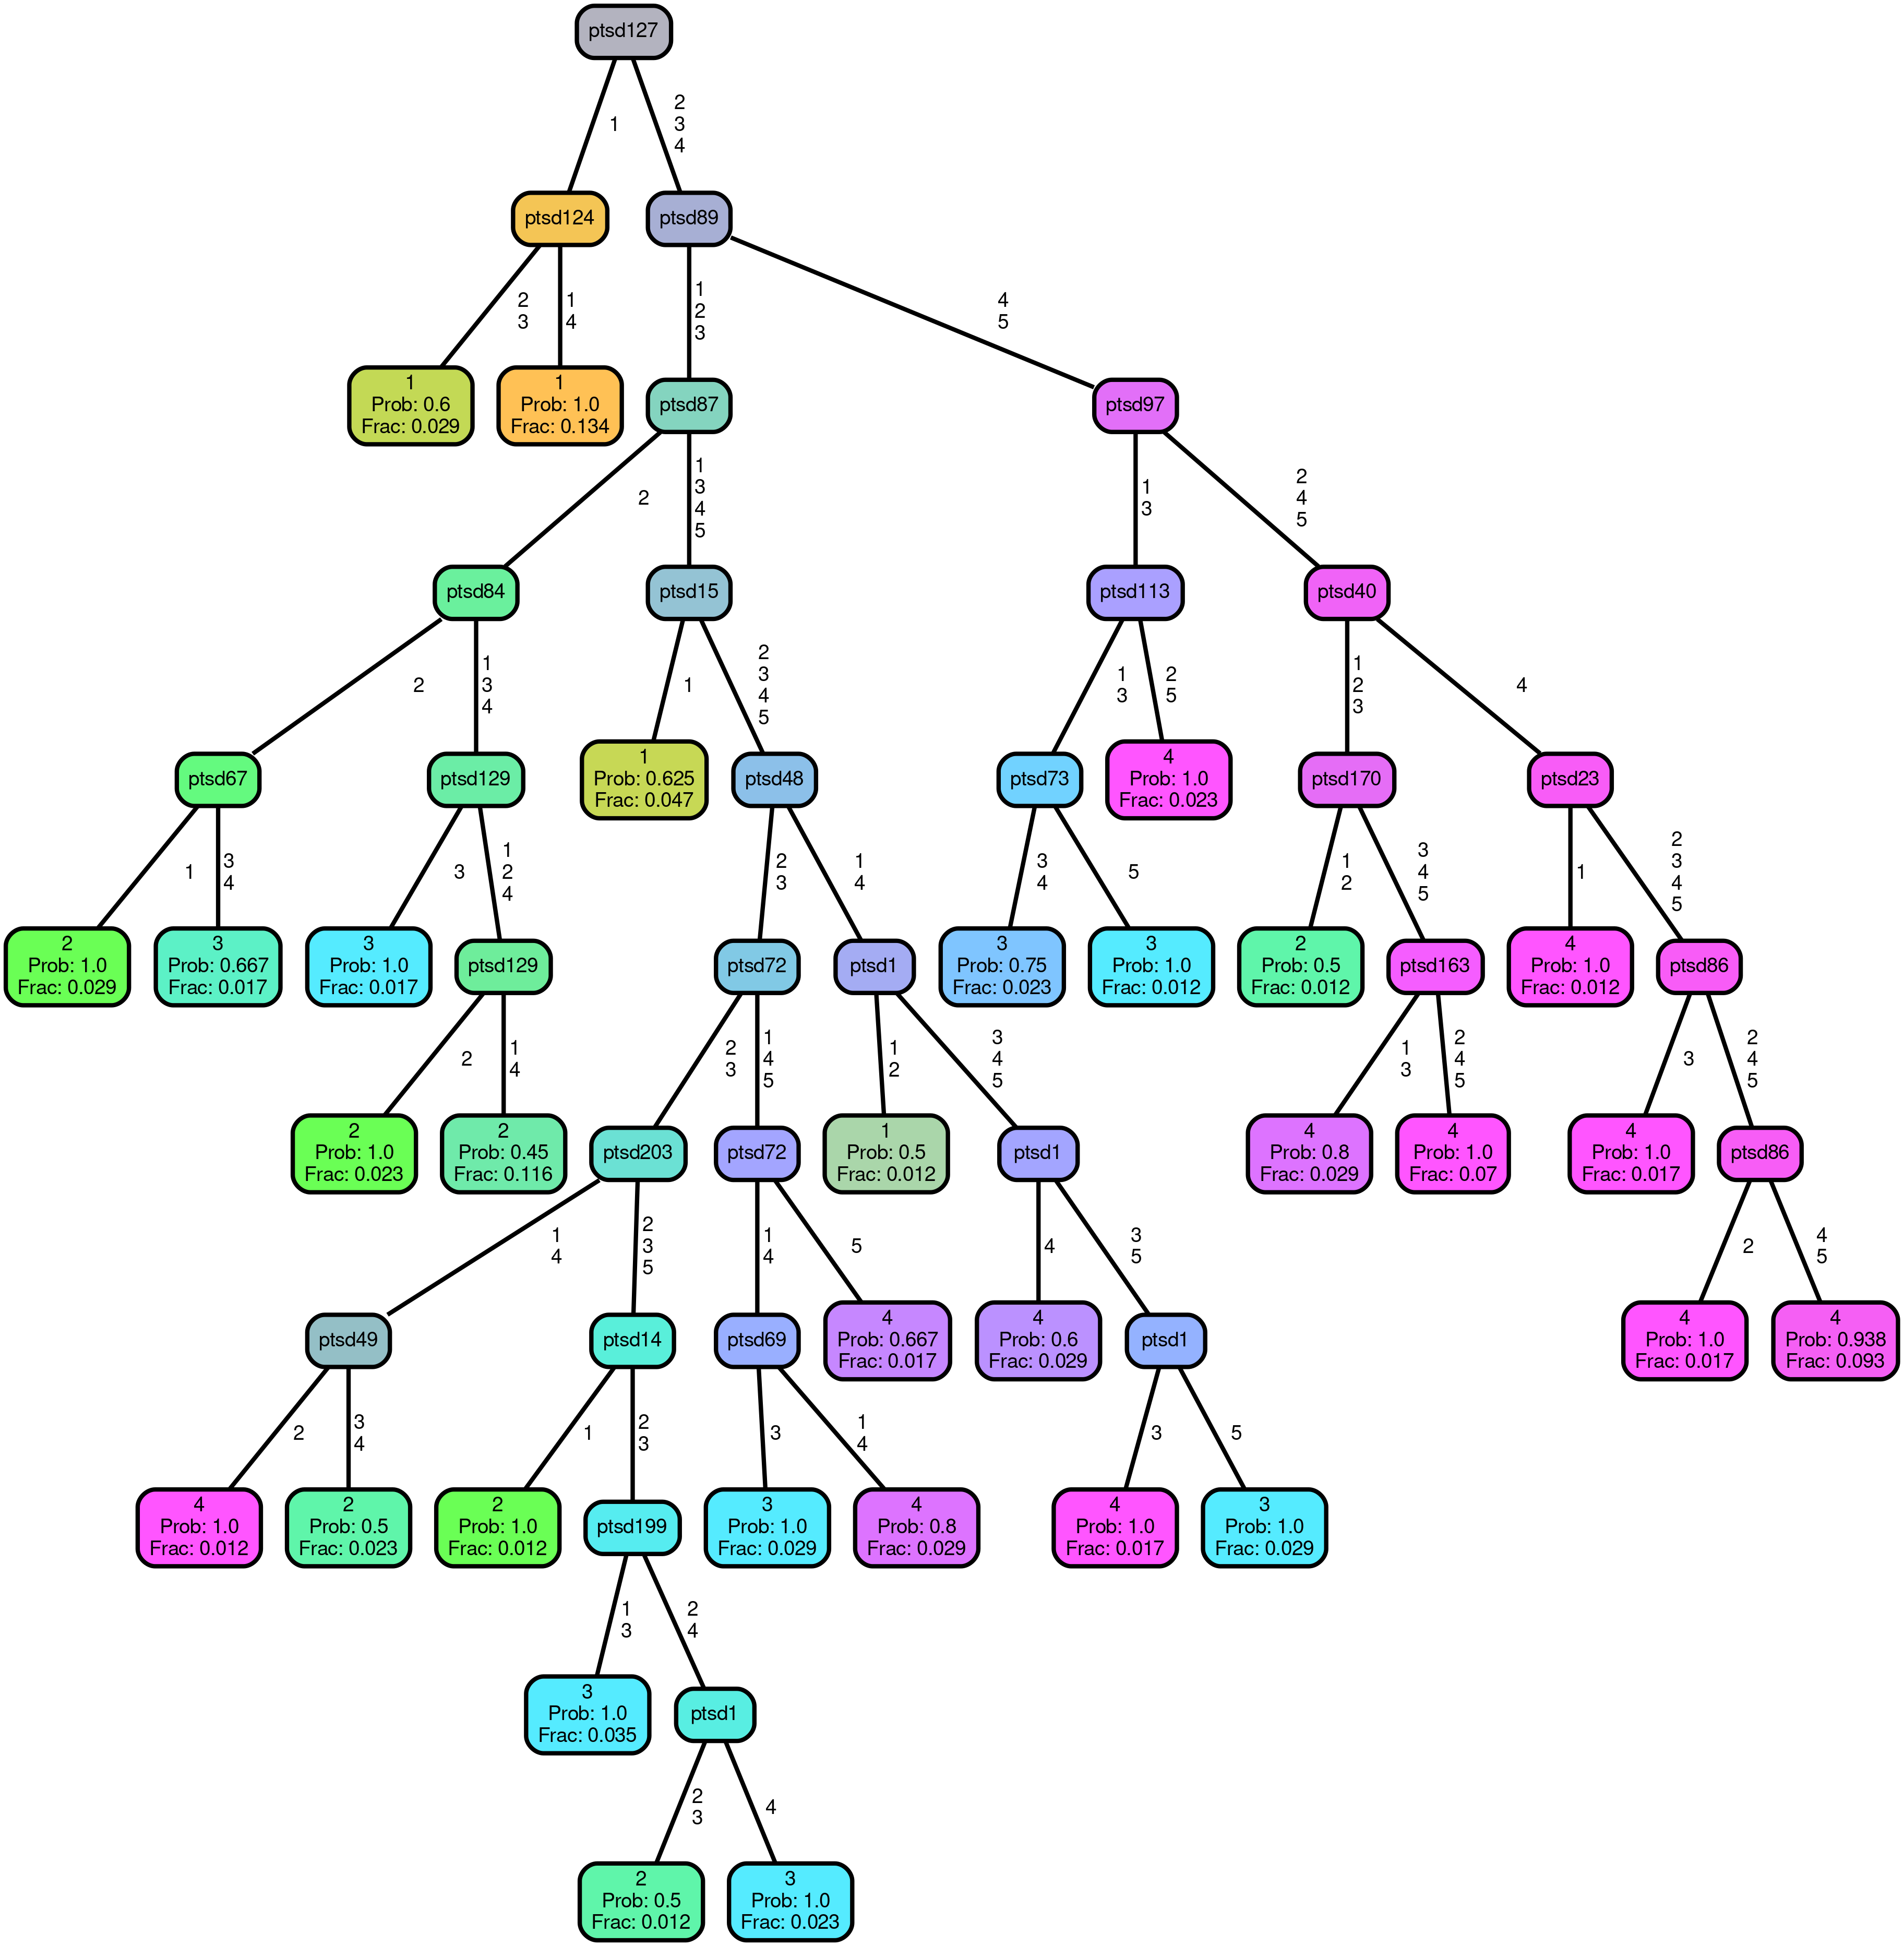 ptsd127
1
2
3
4
ptsd124
ptsd89
2
3
1
4
1
2
3
4
5
1
Prob: 0.6
Frac: 0.029
1
Prob: 1.0
Frac: 0.134
ptsd87
ptsd97
2
1
3
4
5
1
3
2
4
5
ptsd84
ptsd15
ptsd113
ptsd40
2
1
3
4
1
2
3
4
5
1
3
2
5
1
2
3
4
ptsd67
ptsd129
1
Prob: 0.625
Frac: 0.047
ptsd48
ptsd73
4
Prob: 1.0
Frac: 0.023
ptsd170
ptsd23
1
3
4
3
1
2
4
2
3
1
4
3
4
5
1
2
3
4
5
1
2
3
4
5
2
Prob: 1.0
Frac: 0.029
3
Prob: 0.667
Frac: 0.017
3
Prob: 1.0
Frac: 0.017
ptsd129
ptsd72
ptsd1
3
Prob: 0.75
Frac: 0.023
3
Prob: 1.0
Frac: 0.012
2
Prob: 0.5
Frac: 0.012
ptsd163
4
Prob: 1.0
Frac: 0.012
ptsd86
2
1
4
2
3
1
4
5
1
2
3
4
5
1
3
2
4
5
3
2
4
5
2
Prob: 1.0
Frac: 0.023
2
Prob: 0.45
Frac: 0.116
ptsd203
ptsd72
1
Prob: 0.5
Frac: 0.012
ptsd1
4
Prob: 0.8
Frac: 0.029
4
Prob: 1.0
Frac: 0.07
4
Prob: 1.0
Frac: 0.017
ptsd86
1
4
2
3
5
1
4
5
4
3
5
2
4
5
ptsd49
ptsd14
ptsd69
4
Prob: 0.667
Frac: 0.017
4
Prob: 0.6
Frac: 0.029
ptsd1
4
Prob: 1.0
Frac: 0.017
4
Prob: 0.938
Frac: 0.093
2
3
4
1
2
3
3
1
4
3
5
4
Prob: 1.0
Frac: 0.012
2
Prob: 0.5
Frac: 0.023
2
Prob: 1.0
Frac: 0.012
ptsd199
3
Prob: 1.0
Frac: 0.029
4
Prob: 0.8
Frac: 0.029
4
Prob: 1.0
Frac: 0.017
3
Prob: 1.0
Frac: 0.029
1
3
2
4
3
Prob: 1.0
Frac: 0.035
ptsd1
2
3
4
2
Prob: 0.5
Frac: 0.012
3
Prob: 1.0
Frac: 0.023